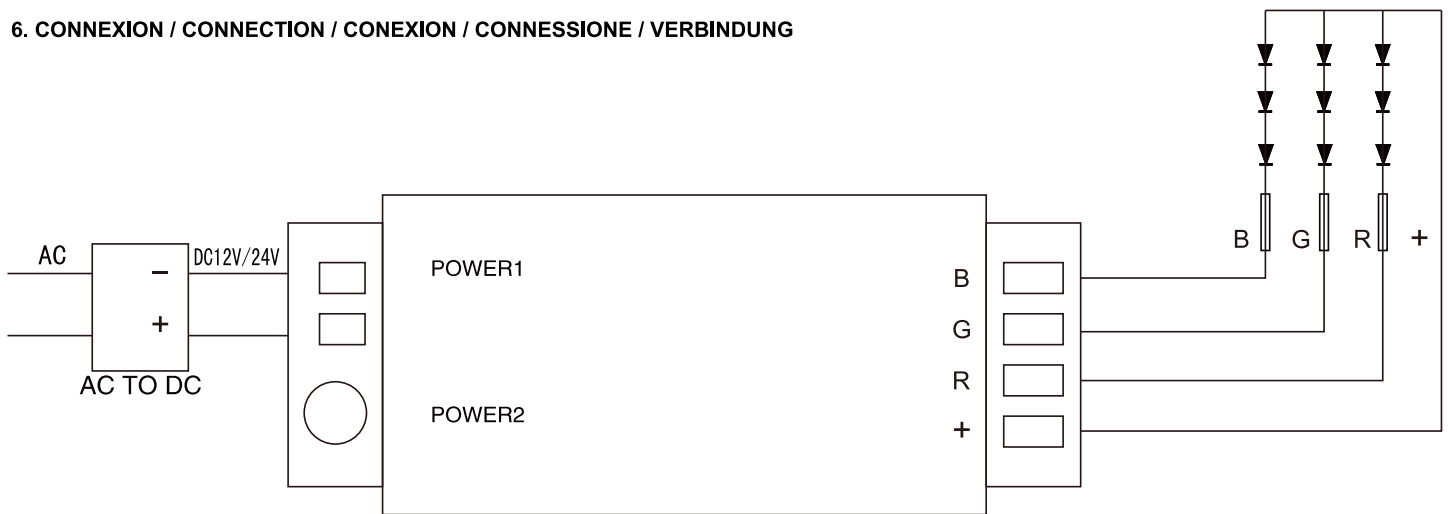 6. CONNEXION / CONNECTION / CONEXION / CONNESSIONE / VERBINDUNG
AC
DC12V/24V
−
+
AC TO DC
POWER1
POWER2
B
G
R
+
B G R +